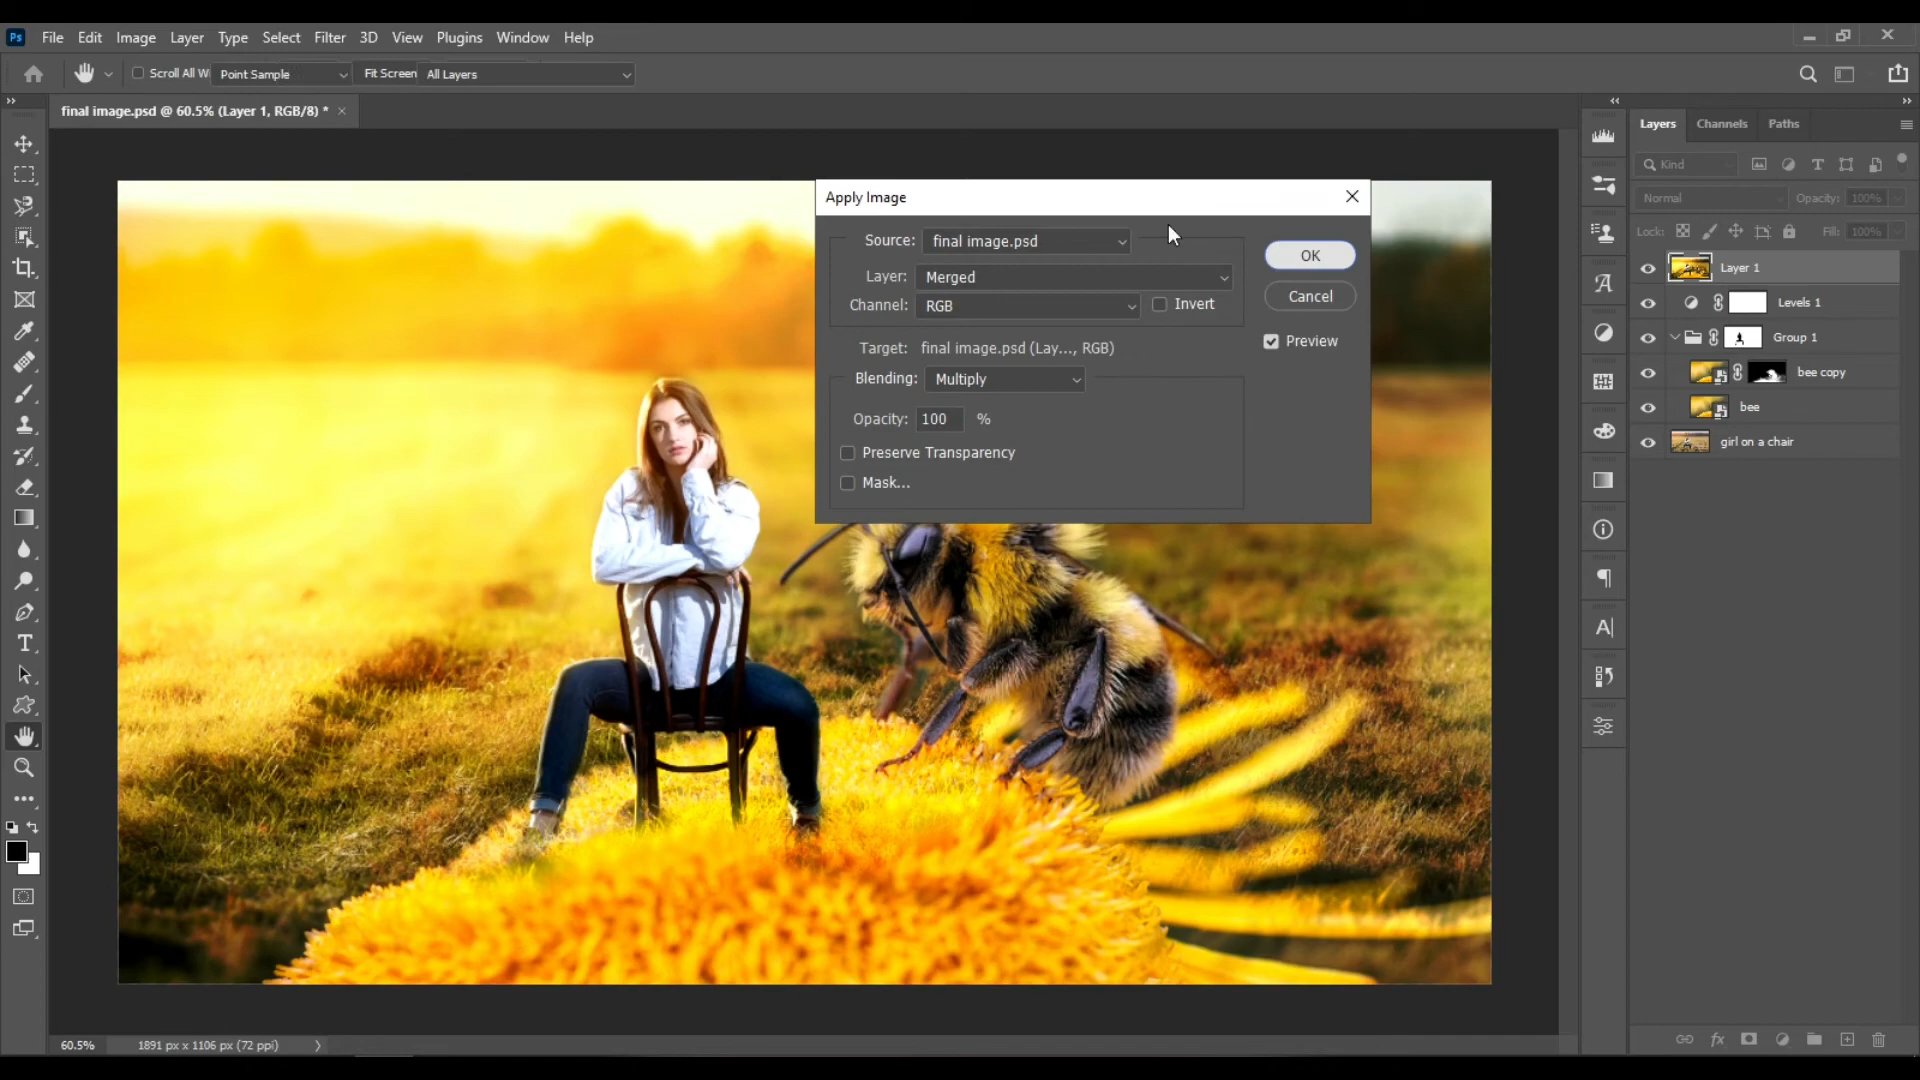 Ps File Edit Image Layer Type Select Filter 3D View Plugins Window Help
Scroll All Wi Point Sample Fit Screen All Layers
final image.psd @ 60.5% (Layer 1, RGB/8) *
Layers Channels Paths
Kind
Normal Opacity: 100%
Lock: Fill: 100%
Layer 1
Levels 1
Group 1
bee copy
bee
girl on a chair
Apply Image
Source: final image.psd
OK
Layer: Merged
Cancel
Channel: RGB Invert
Preview
Target: final image.psd (Lay..., RGB)
Blending: Multiply
Opacity: 100 %
Preserve Transparency
Mask...
60.5% 1891 px x 1106 px (72 ppi)